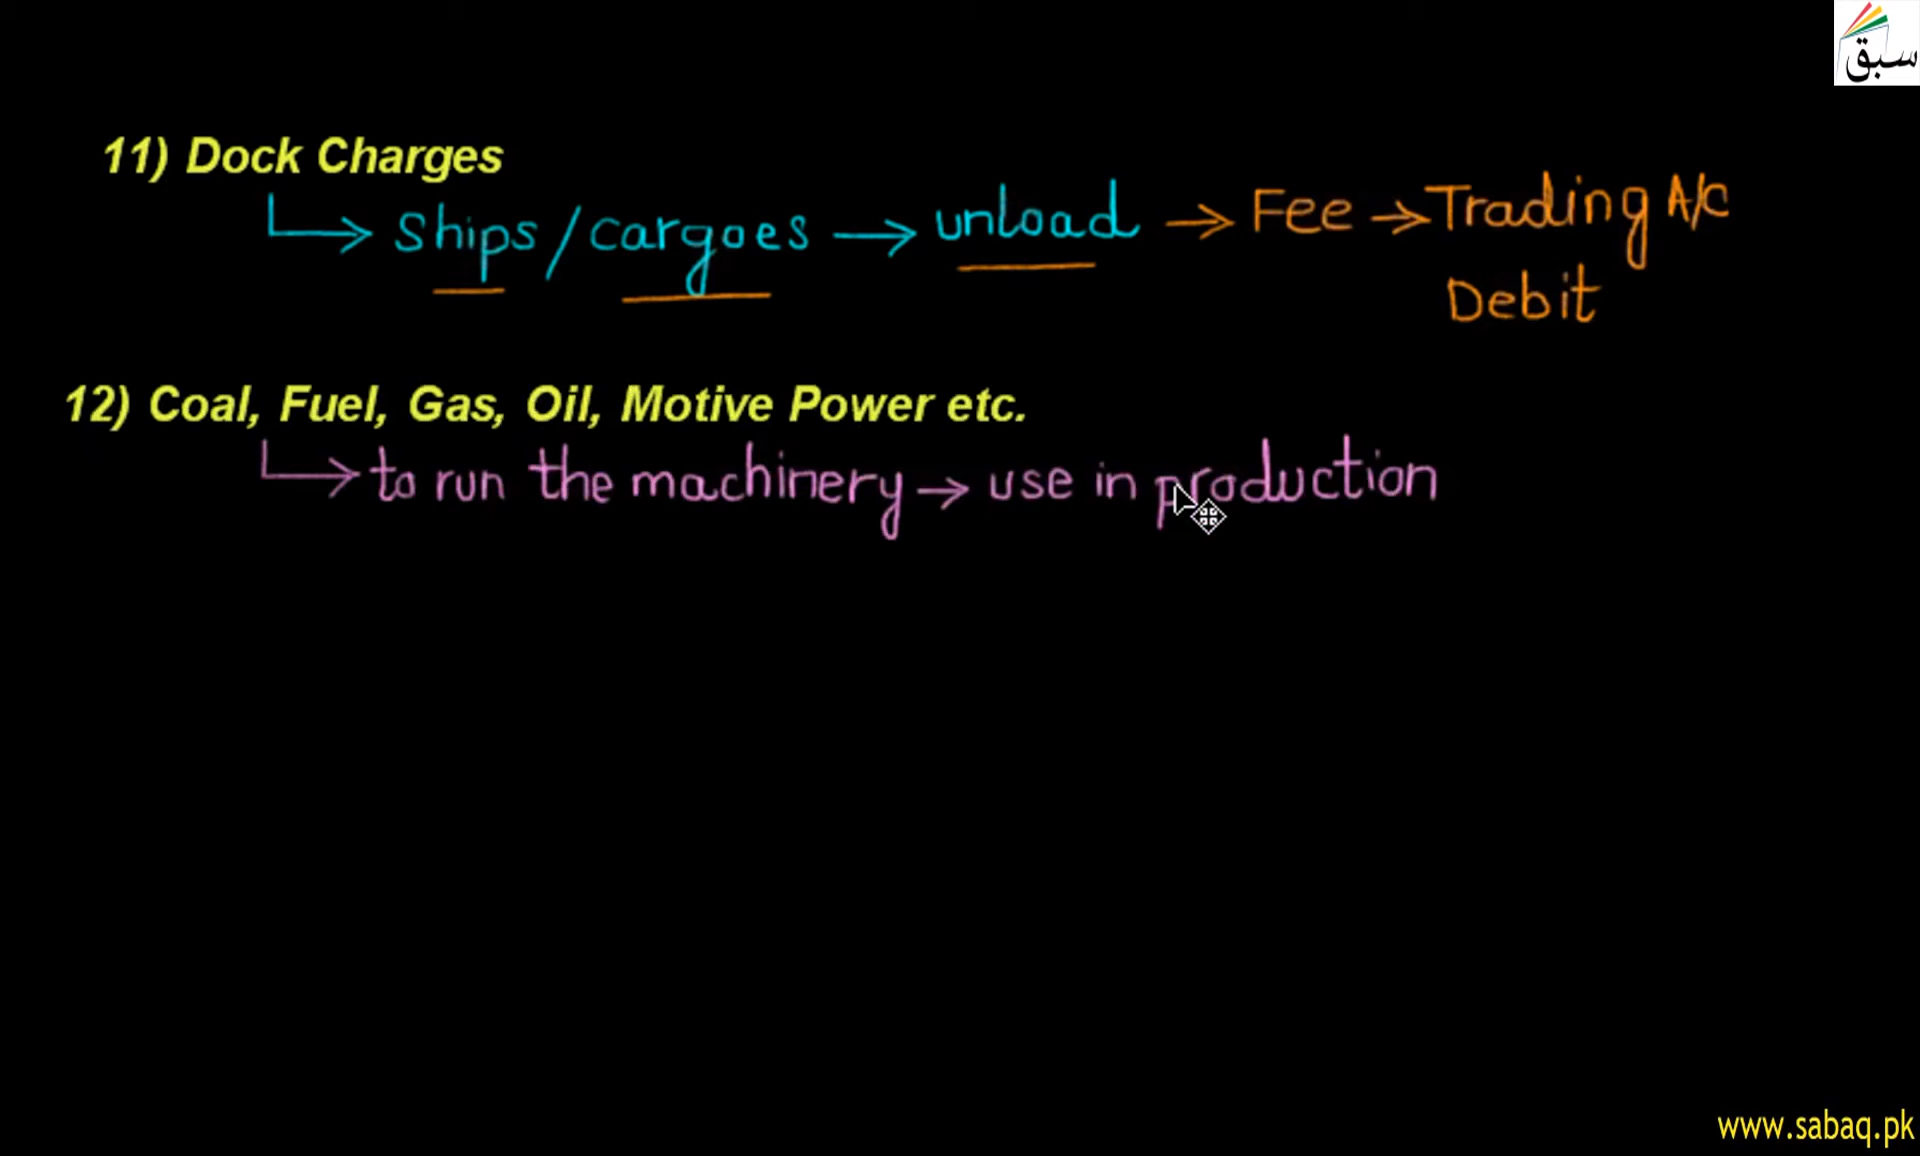 سبق
11) Dock Charges
ships/cargoes → unload → Fee → Trading A/c
Debit
12) Coal, Fuel, Gas, Oil, Motive Power etc.
to run the machinery → use in production
www.sabaq.pk